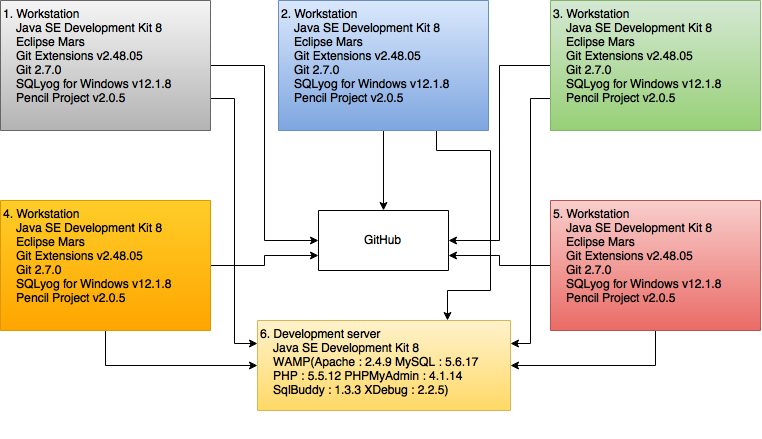 1. Workstation
Java SE Development Kit 8
Eclipse Mars
Git Extensions v2.48.05
Git 2.7.0
SQLyog for Windows v12.1.8
Pencil Project v2.0.5
2. Workstation
Java SE Development Kit 8
Eclipse Mars
Git Extensions v2.48.05
Git 2.7.0
SQLyog for Windows v12.1.8
Pencil Project v2.0.5
3. Workstation
Java SE Development Kit 8
Eclipse Mars
Git Extensions v2.48.05
Git 2.7.0
SQLyog for Windows v12.1.8
Pencil Project v2.0.5
4. Workstation
Java SE Development Kit 8
Eclipse Mars
Git Extensions v2.48.05
Git 2.7.0
SQLyog for Windows v12.1.8
Pencil Project v2.0.5
GitHub
5. Workstation
Java SE Development Kit 8
Eclipse Mars
Git Extensions v2.48.05
Git 2.7.0
SQLyog for Windows v12.1.8
Pencil Project v2.0.5
6. Development server
Java SE Development Kit 8
WAMP(Apache : 2.4.9 MySQL : 5.6.17
PHP : 5.5.12 PHPMyAdmin : 4.1.14
SqlBuddy : 1.3.3 XDebug : 2.2.5)